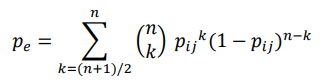 $p_e = \sum_{k=(n+1)/2}^{n} \binom{n}{k} \, {p_{ij}}^{k} (1 - p_{ij})^{n-k}$